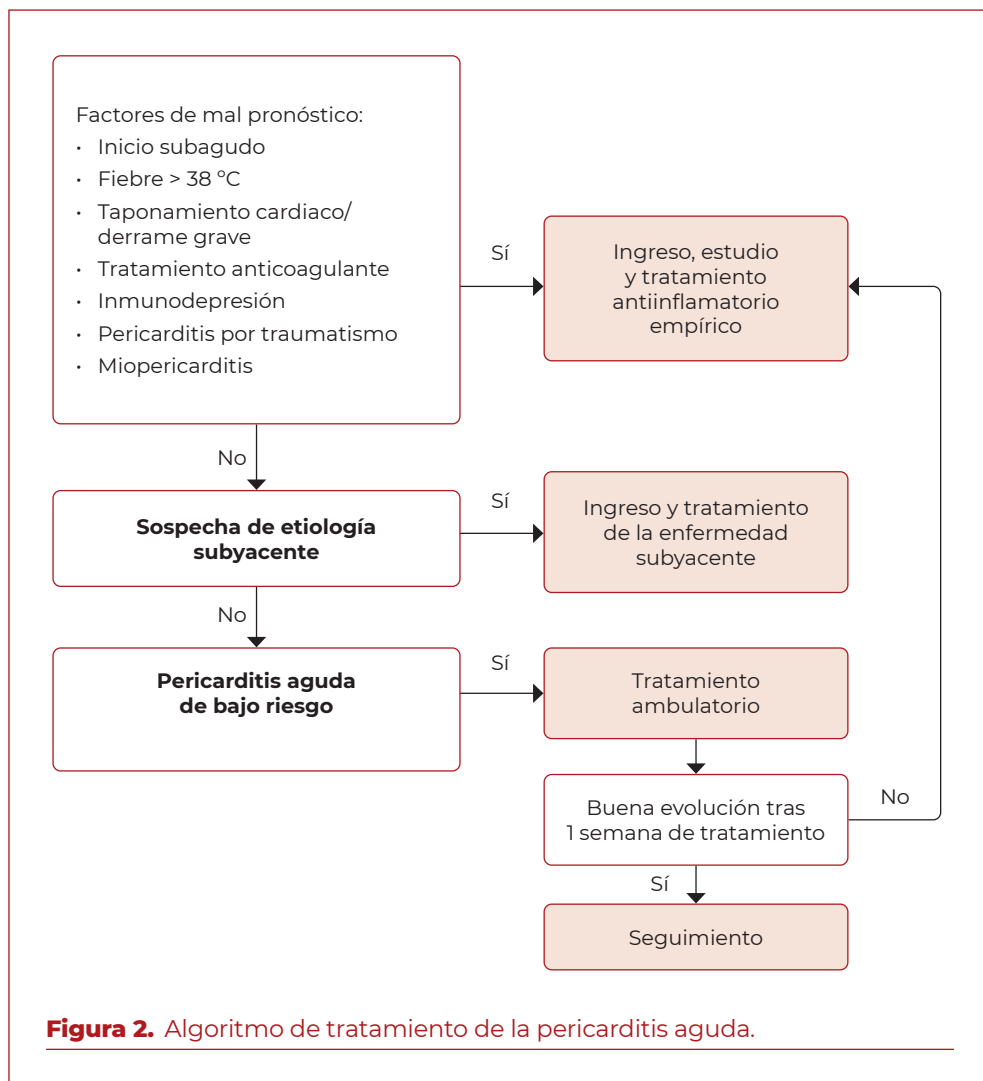 Factores de mal pronóstico:
• Inicio subagudo
• Fiebre > 38 ºC
• Taponamiento cardiaco/
derrame grave
• Tratamiento anticoagulante
• Inmunodepresión
• Pericarditis por traumatismo
• Miopericarditis
Sí
Ingreso, estudio
y tratamiento
antiinflamatorio
empírico
No
Sospecha de etiología
subyacente
Sí
Ingreso y tratamiento
de la enfermedad
subyacente
No
Pericarditis aguda
de bajo riesgo
Sí
Tratamiento
ambulatorio
Buena evolución tras
1 semana de tratamiento
No
Sí
Seguimiento
Figura 2. Algoritmo de tratamiento de la pericarditis aguda.